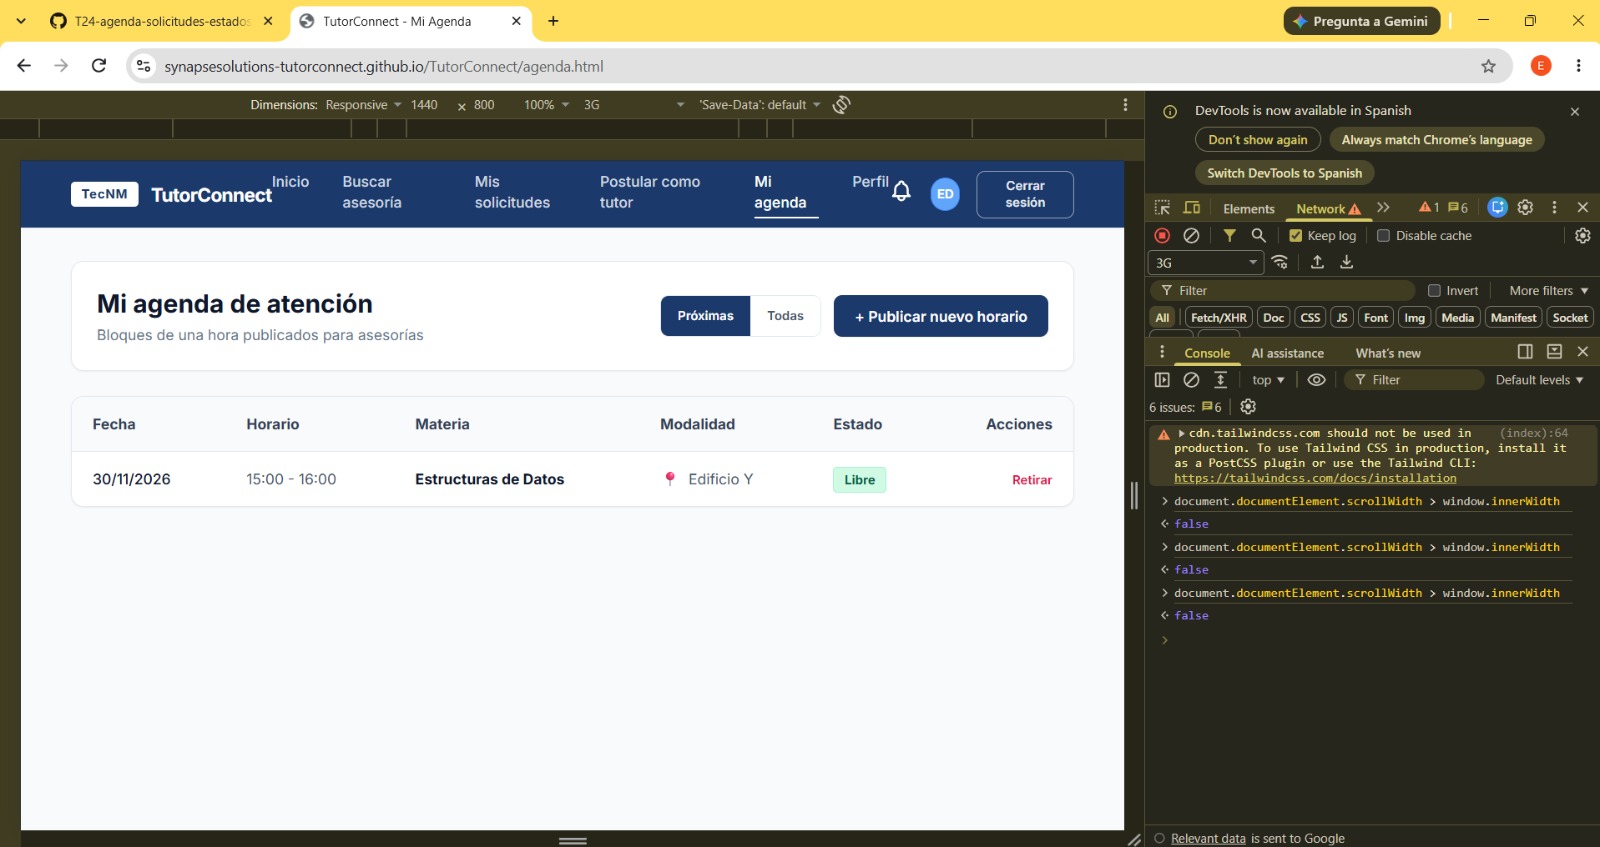 T24-agenda-solicitudes-estados
TutorConnect - Mi Agenda
Pregunta a Gemini
synapsesolutions-tutorconnect.github.io/TutorConnect/agenda.html
E
Dimensions: Responsive 1440 x 800 100% 3G 'Save-Data': default
TecNM TutorConnect
Inicio
Buscar asesoría
Mis solicitudes
Postular como tutor
Mi agenda
Perfil
ED
Cerrar sesión
Mi agenda de atención
Bloques de una hora publicados para asesorías
Próximas Todas + Publicar nuevo horario
Fecha Horario Materia Modalidad Estado Acciones
30/11/2026 15:00 - 16:00 Estructuras de Datos Edificio Y Libre Retirar
DevTools is now available in Spanish
Don't show again Always match Chrome's language
Switch DevTools to Spanish
Elements Network 1 6
Keep log Disable cache
3G
Filter Invert More filters
All Fetch/XHR Doc CSS JS Font Img Media Manifest Socket
Console AI assistance What's new
top Filter Default levels
6 issues: 6
cdn.tailwindcss.com should not be used in (index):64
production. To use Tailwind CSS in production, install it
as a PostCSS plugin or use the Tailwind CLI:
https://tailwindcss.com/docs/installation
document.documentElement.scrollWidth > window.innerWidth
false
document.documentElement.scrollWidth > window.innerWidth
false
document.documentElement.scrollWidth > window.innerWidth
false
Relevant data is sent to Google